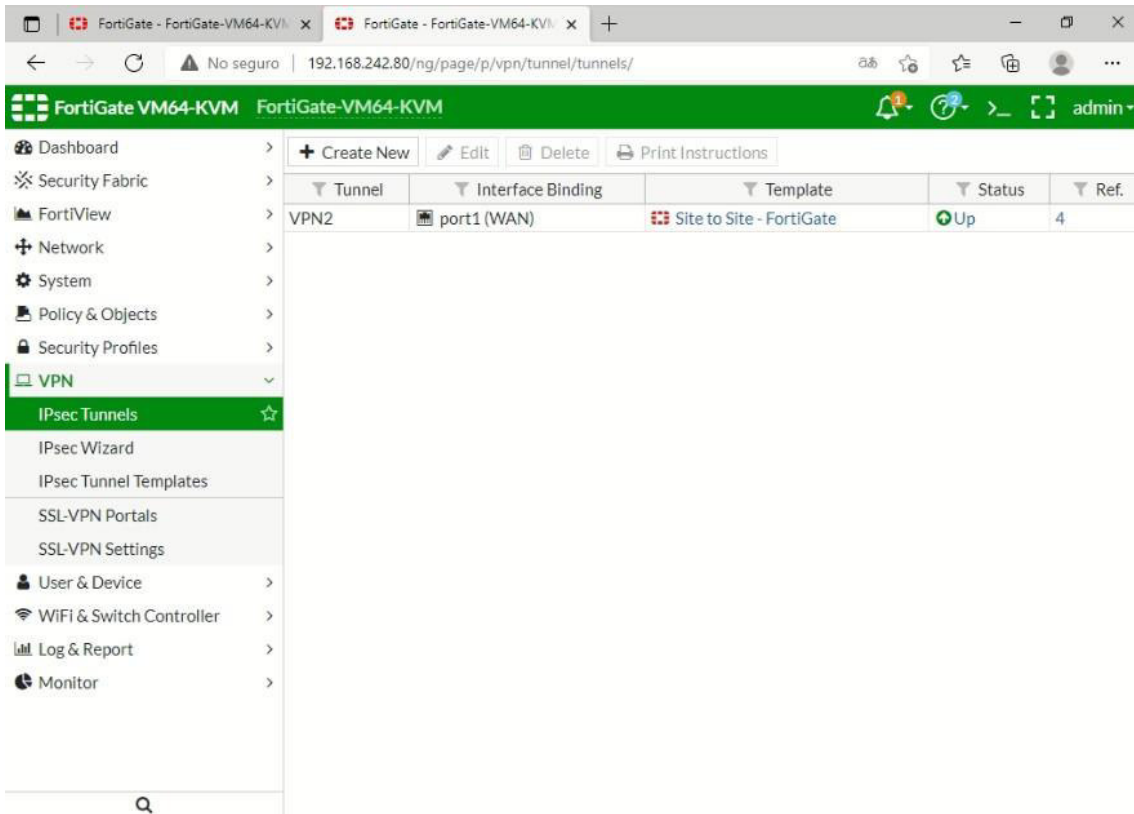 FortiGate - FortiGate-VM64-KV
FortiGate - FortiGate-VM64-KV
No seguro 192.168.242.80/ng/page/p/vpn/tunnel/tunnels/
FortiGate VM64-KVM FortiGate-VM64-KVM 1 2 >_ admin
Dashboard
Security Fabric
FortiView
Network
System
Policy & Objects
Security Profiles
VPN
IPsec Tunnels
IPsec Wizard
IPsec Tunnel Templates
SSL-VPN Portals
SSL-VPN Settings
User & Device
WiFi & Switch Controller
Log & Report
Monitor
Create New Edit Delete Print Instructions
Tunnel Interface Binding Template Status Ref.
VPN2 port1 (WAN) Site to Site - FortiGate Up 4